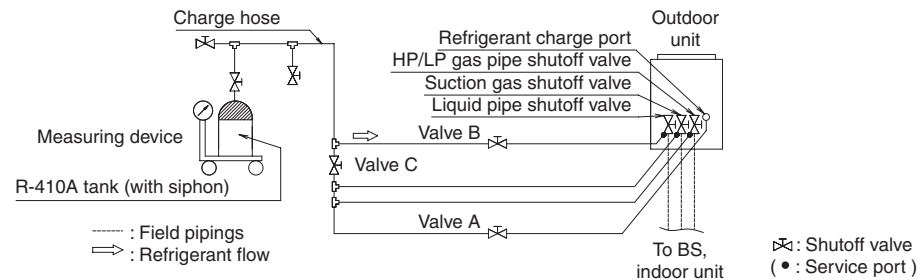 Charge hose
Outdoor
unit
Refrigerant charge port
HP/LP gas pipe shutoff valve
Suction gas shutoff valve
Liquid pipe shutoff valve
Measuring device
Valve B
Valve C
R-410A tank (with siphon)
Valve A
: Field pipings
: Refrigerant flow
To BS,
indoor unit
: Shutoff valve
( • : Service port )